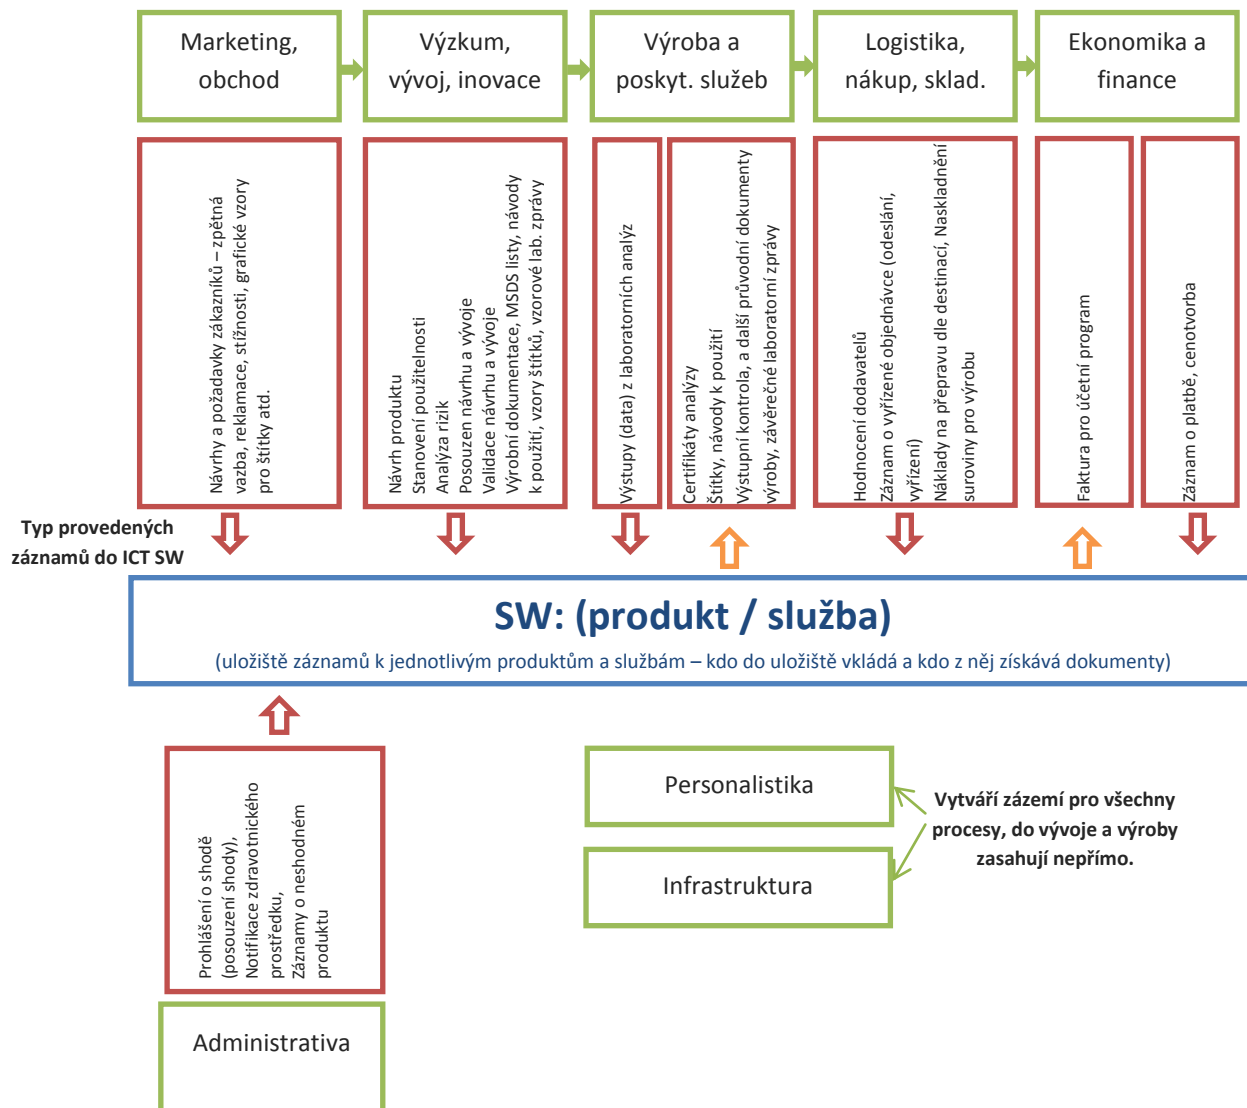 Marketing,
obchod
Výzkum,
vývoj, inovace
Výroba a
poskyt. služeb
Logistika,
nákup, sklad.
Ekonomika a
finance
Návrhy a požadavky zákazníků – zpětná
vazba, reklamace, stížnosti, grafické vzory
pro štítky atd.
Návrh produktu
Stanovení použitelnosti
Analýza rizik
Posouzen návrhu a vývoje
Validace návrhu a vývoje
Výrobní dokumentace, MSDS listy, návody
k použití, vzory štítků, vzorové lab. zprávy
Výstupy (data) z laboratorních analýz
Certifikáty analýzy
Štítky, návody k použití
Výstupní kontrola, a další průvodní dokumenty
výroby, závěrečné laboratorní zprávy
Hodnocení dodavatelů
Záznam o vyřízené objednávce (odeslání,
vyřízení)
Náklady na přepravu dle destinací, Naskladnění
suroviny pro výrobu
Faktura pro účetní program
Záznam o platbě, cenotvorba
Typ provedených
záznamů do ICT SW
SW: (produkt / služba)
(uložiště záznamů k jednotlivým produktům a službám – kdo do uložiště vkládá a kdo z něj získává dokumenty)
Prohlášení o shodě
(posouzení shody),
Notifikace zdravotnického
prostředku,
Záznamy o neshodném
produktu
Administrativa
Personalistika
Infrastruktura
Vytváří zázemí pro všechny
procesy, do vývoje a výroby
zasahují nepřímo.